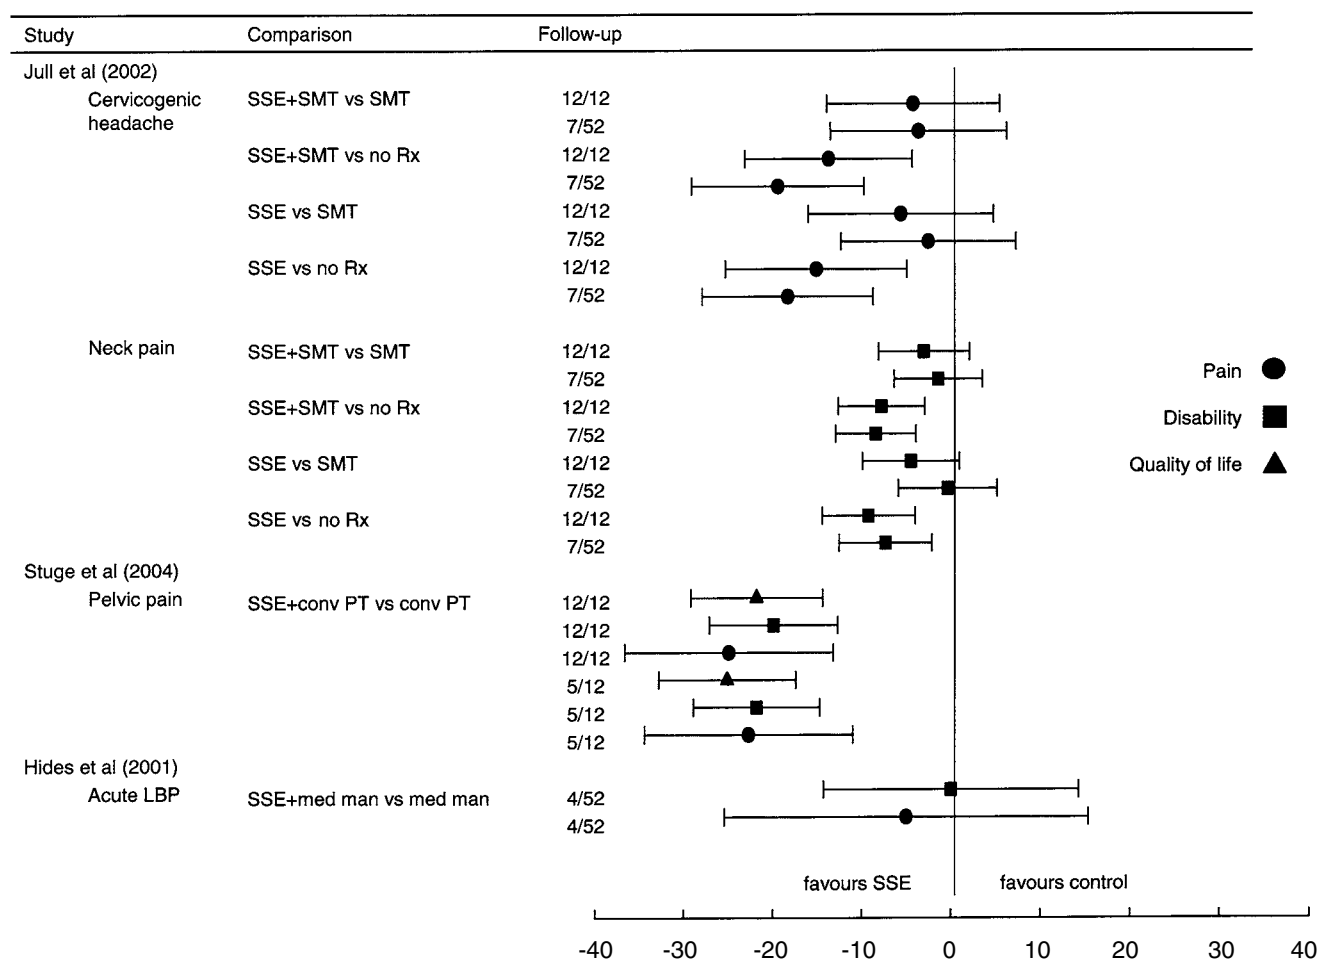 Study Comparison Follow-up
Jull et al (2002)
Cervicogenic SSE+SMT vs SMT 12/12
headache 7/52
SSE+SMT vs no Rx 12/12
7/52
SSE vs SMT 12/12
7/52
SSE vs no Rx 12/12
7/52
Neck pain SSE+SMT vs SMT 12/12
7/52
SSE+SMT vs no Rx 12/12
7/52
SSE vs SMT 12/12
7/52
SSE vs no Rx 12/12
7/52
Pain
Disability
Quality of life
Stuge et al (2004)
Pelvic pain SSE+conv PT vs conv PT 12/12
12/12
12/12
5/12
5/12
5/12
Hides et al (2001)
Acute LBP SSE+med man vs med man 4/52
4/52
favours SSE favours control
-40 -30 -20 -10 0 10 20 30 40